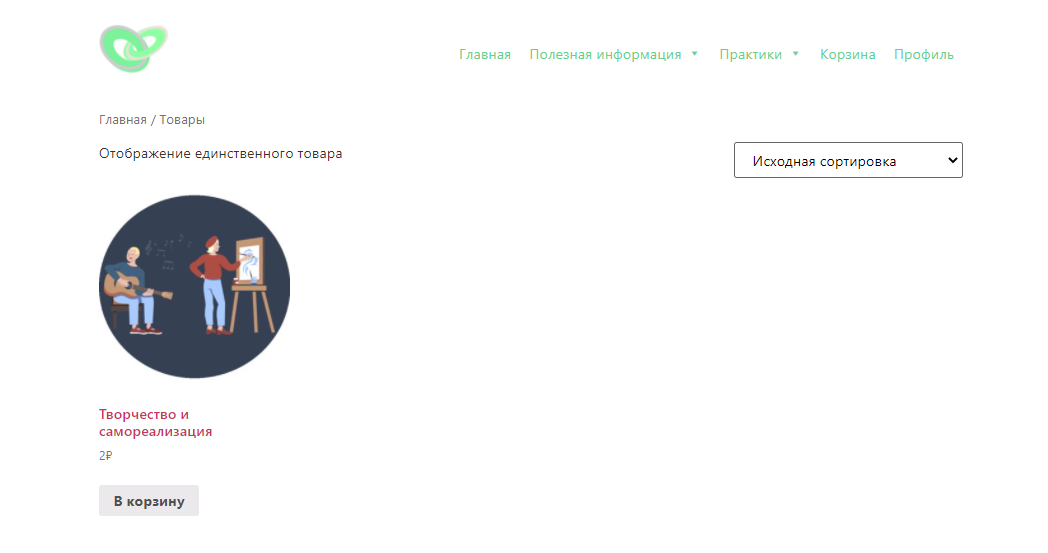 Главная Полезная информация Практики Корзина Профиль
Главная / Товары
Отображение единственного товара
Исходная сортировка
Творчество и
самореализация
2₽
В корзину